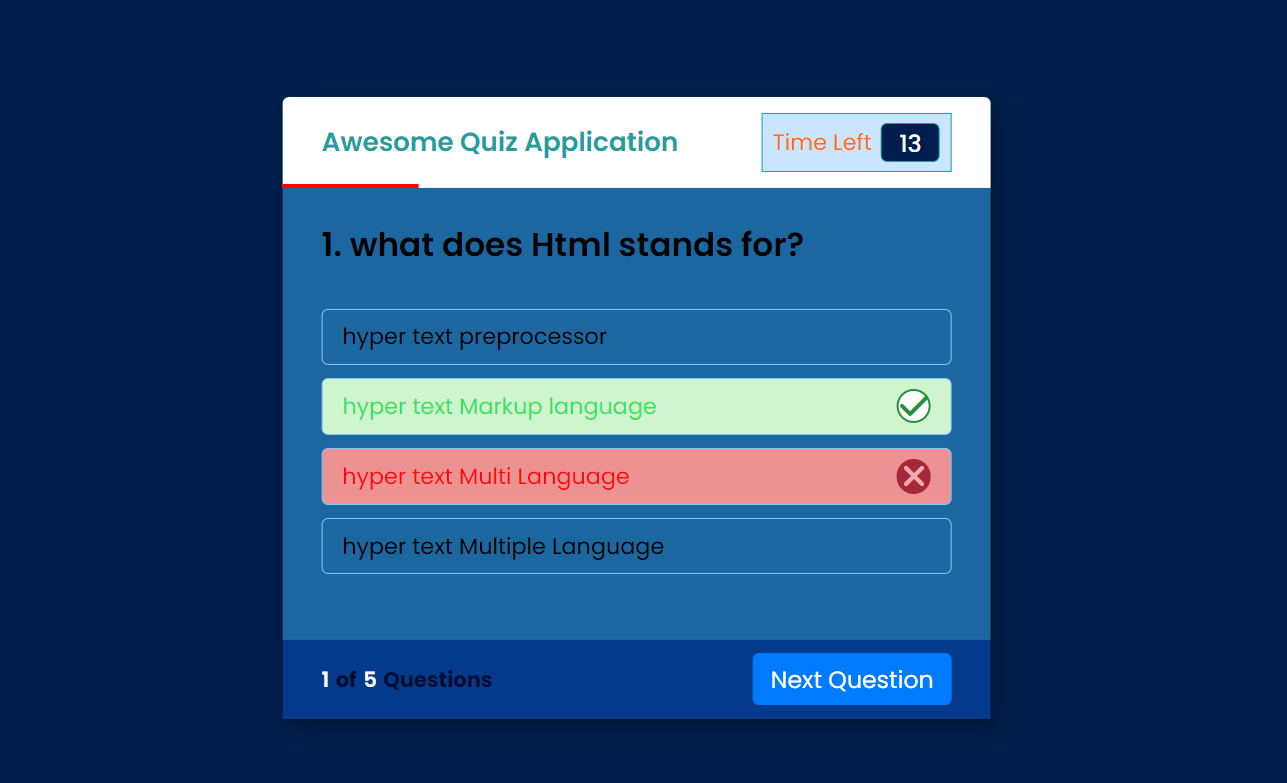 Awesome Quiz Application
Time Left 13
1. what does Html stands for?
hyper text preprocessor
hyper text Markup language
hyper text Multi Language
hyper text Multiple Language
1 of 5 Questions
Next Question